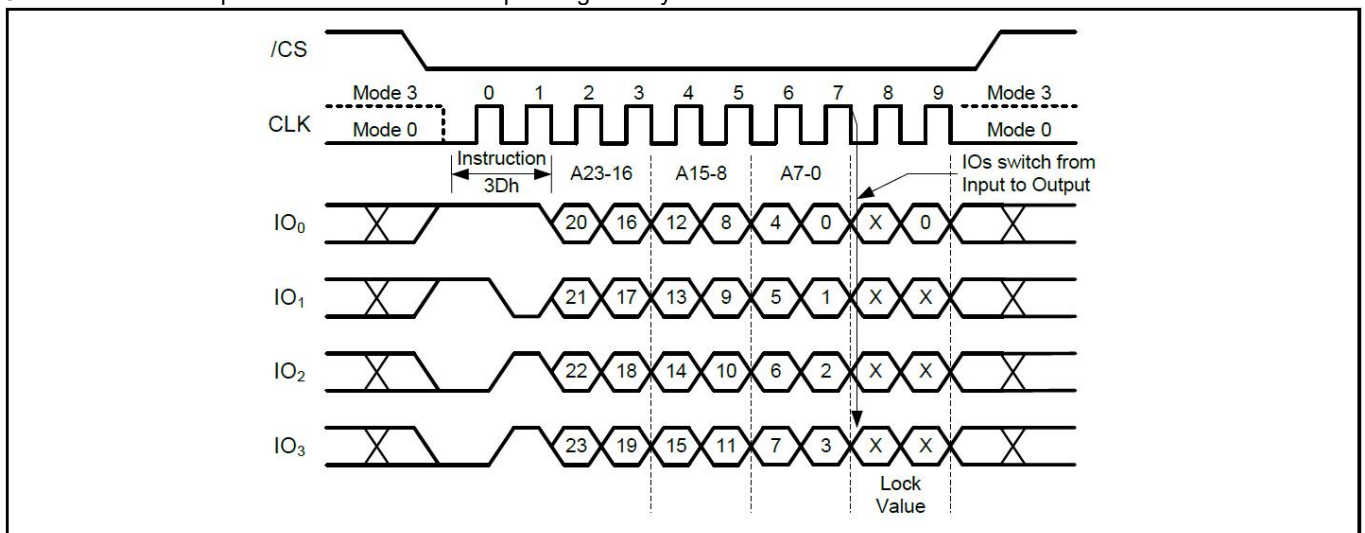 /CS
Mode 3 0 1 2 3 4 5 6 7 8 9 Mode 3
CLK
Mode 0 Mode 0
Instruction
3Dh
A23-16 A15-8 A7-0
IOs switch from
Input to Output
IO0 20 16 12 8 4 0 X 0
IO1 21 17 13 9 5 1 X X
IO2 22 18 14 10 6 2 X X
IO3 23 19 15 11 7 3 X X
Lock
Value